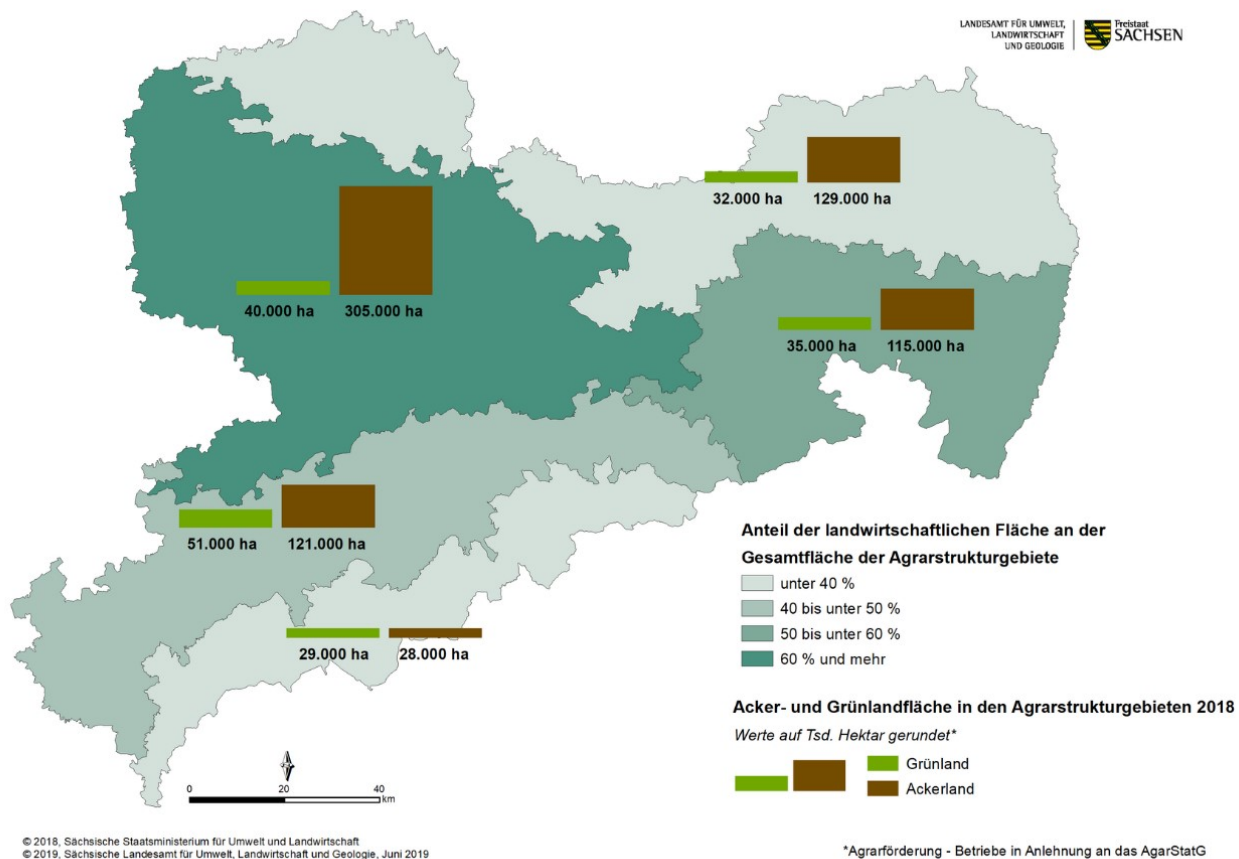 LANDESAMT FÜR UMWELT,
LANDWIRTSCHAFT
UND GEOLOGIE
Freistaat
SACHSEN
32.000 ha
129.000 ha
40.000 ha
305.000 ha
35.000 ha
115.000 ha
51.000 ha
121.000 ha
29.000 ha
28.000 ha
Anteil der landwirtschaftlichen Fläche an der
Gesamtfläche der Agrarstrukturgebiete
unter 40 %
40 bis unter 50 %
50 bis unter 60 %
60 % und mehr
Acker- und Grünlandfläche in den Agrarstrukturgebieten 2018
Werte auf Tsd. Hektar gerundet*
Grünland
Ackerland
0 20 40
km
© 2018, Sächsische Staatsministerium für Umwelt und Landwirtschaft
© 2019, Sächsische Landesamt für Umwelt, Landwirtschaft und Geologie, Juni 2019
*Agrarförderung - Betriebe in Anlehnung an das AgarStatG